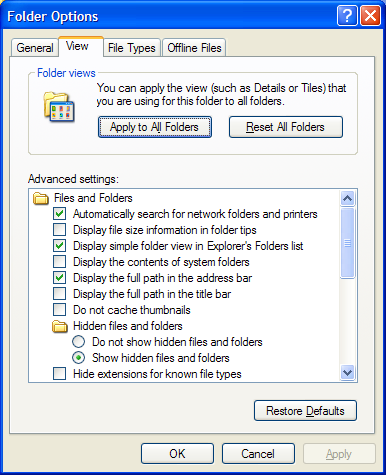 Folder Options
General
View
File Types
Offline Files
Folder views
You can apply the view (such as Details or Tiles) that
you are using for this folder to all folders.
Apply to All Folders
Reset All Folders
Advanced settings:
Files and Folders
Automatically search for network folders and printers
Display file size information in folder tips
Display simple folder view in Explorer's Folders list
Display the contents of system folders
Display the full path in the address bar
Display the full path in the title bar
Do not cache thumbnails
Hidden files and folders
Do not show hidden files and folders
Show hidden files and folders
Hide extensions for known file types
Restore Defaults
OK
Cancel
Apply